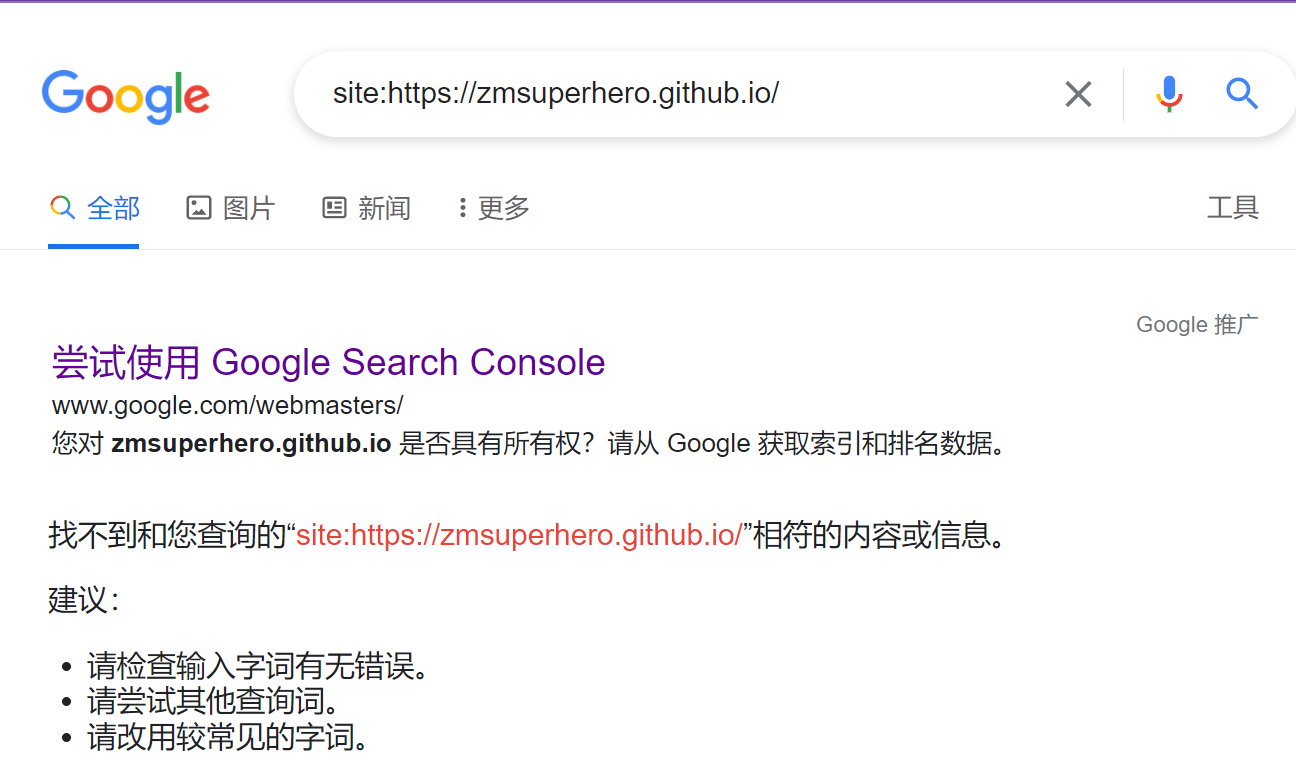 Google
site:https://zmsuperhero.github.io/
全部 图片 新闻 更多 工具
Google 推广
尝试使用 Google Search Console
www.google.com/webmasters/
您对 zmsuperhero.github.io 是否具有所有权？请从 Google 获取索引和排名数据。
找不到和您查询的“site:https://zmsuperhero.github.io/”相符的内容或信息。
建议：
请检查输入字词有无错误。
请尝试其他查询词。
请改用较常见的字词。